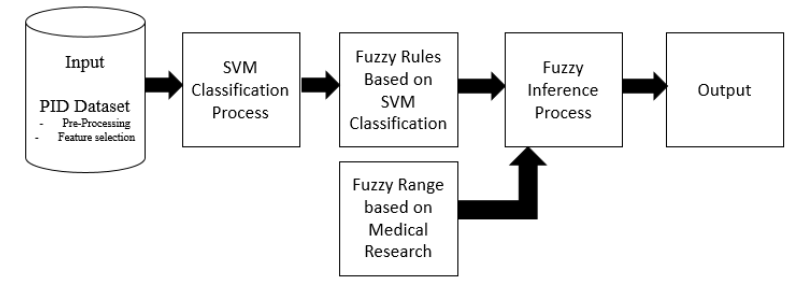 Input
PID Dataset
- Pre-Processing
- Feature selection
SVM
Classification
Process
Fuzzy Rules
Based on
SVM
Classification
Fuzzy
Inference
Process
Output
Fuzzy Range
based on
Medical
Research